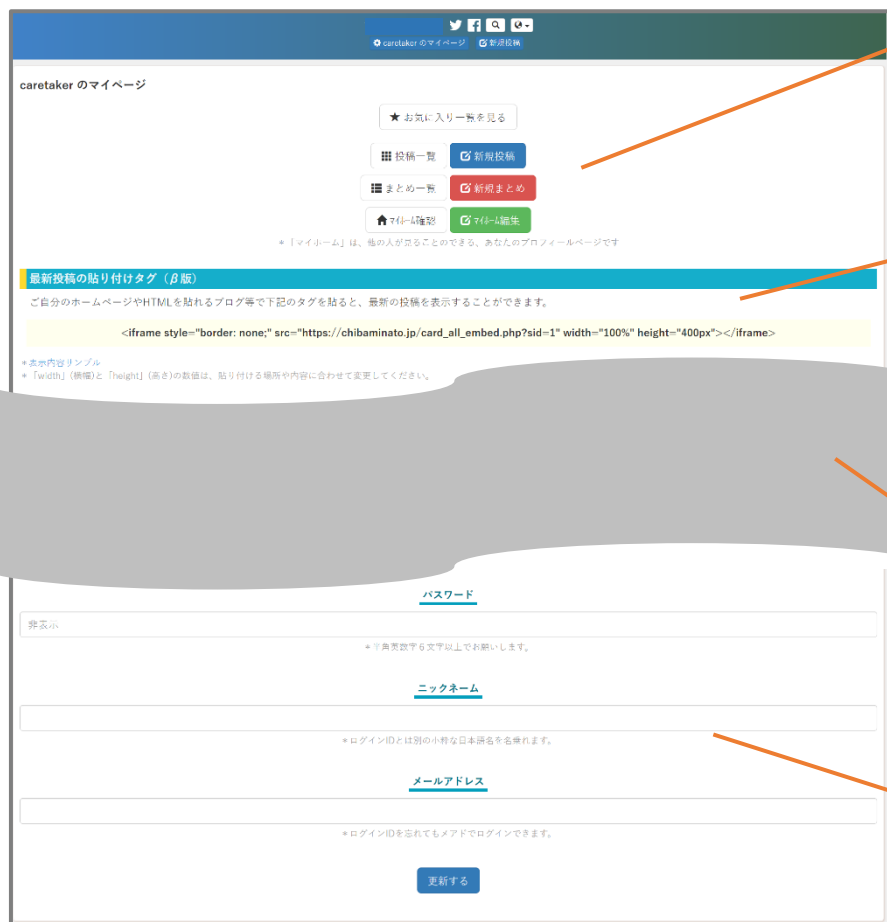 caretaker のマイページ 新規投稿
caretaker のマイページ
お気に入り一覧を見る
投稿一覧 新規投稿
まとめ一覧 新規まとめ
ﾏｲﾎｰﾑ確認 ﾏｲﾎｰﾑ編集
*「マイホーム」は、他の人が見ることのできる、あなたのプロフィールページです
最新投稿の貼り付けタグ（β版）
ご自分のホームページやHTMLを貼れるブログ等で下記のタグを貼ると、最新の投稿を表示することができます。
<iframe style="border: none;" src="https://chibaminato.jp/card_all_embed.php?sid=1" width="100%" height="400px"></iframe>
*表示内容サンプル
*「width」(横幅)と「height」(高さ)の数値は、貼り付ける場所や内容に合わせて変更してください。
パスワード
非表示
*半角英数字6文字以上でお願いします。
ニックネーム
*ログインIDとは別の小粋な日本語名を名乗れます。
メールアドレス
*ログインIDを忘れてもメアドでログインできます。
更新する